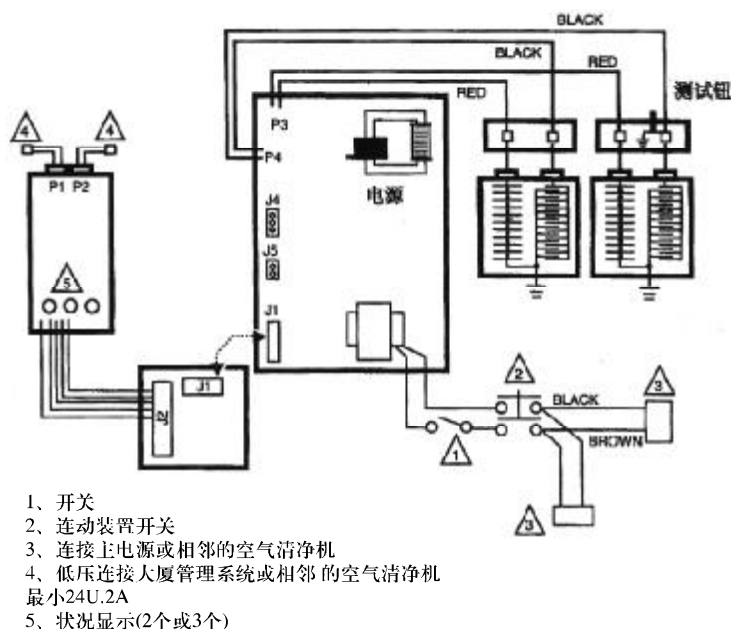 BLACK
BLACK
RED
RED
测试钮
P3
P4
电源
4
4
P1 P2
J4
J5
5
J1
J1
J2
2
BLACK
3
BROWN
1
3
1、开关
2、连动装置开关
3、连接主电源或相邻的空气清净机
4、低压连接大厦管理系统或相邻 的空气清净机
最小24U.2A
5、状况显示(2个或3个)